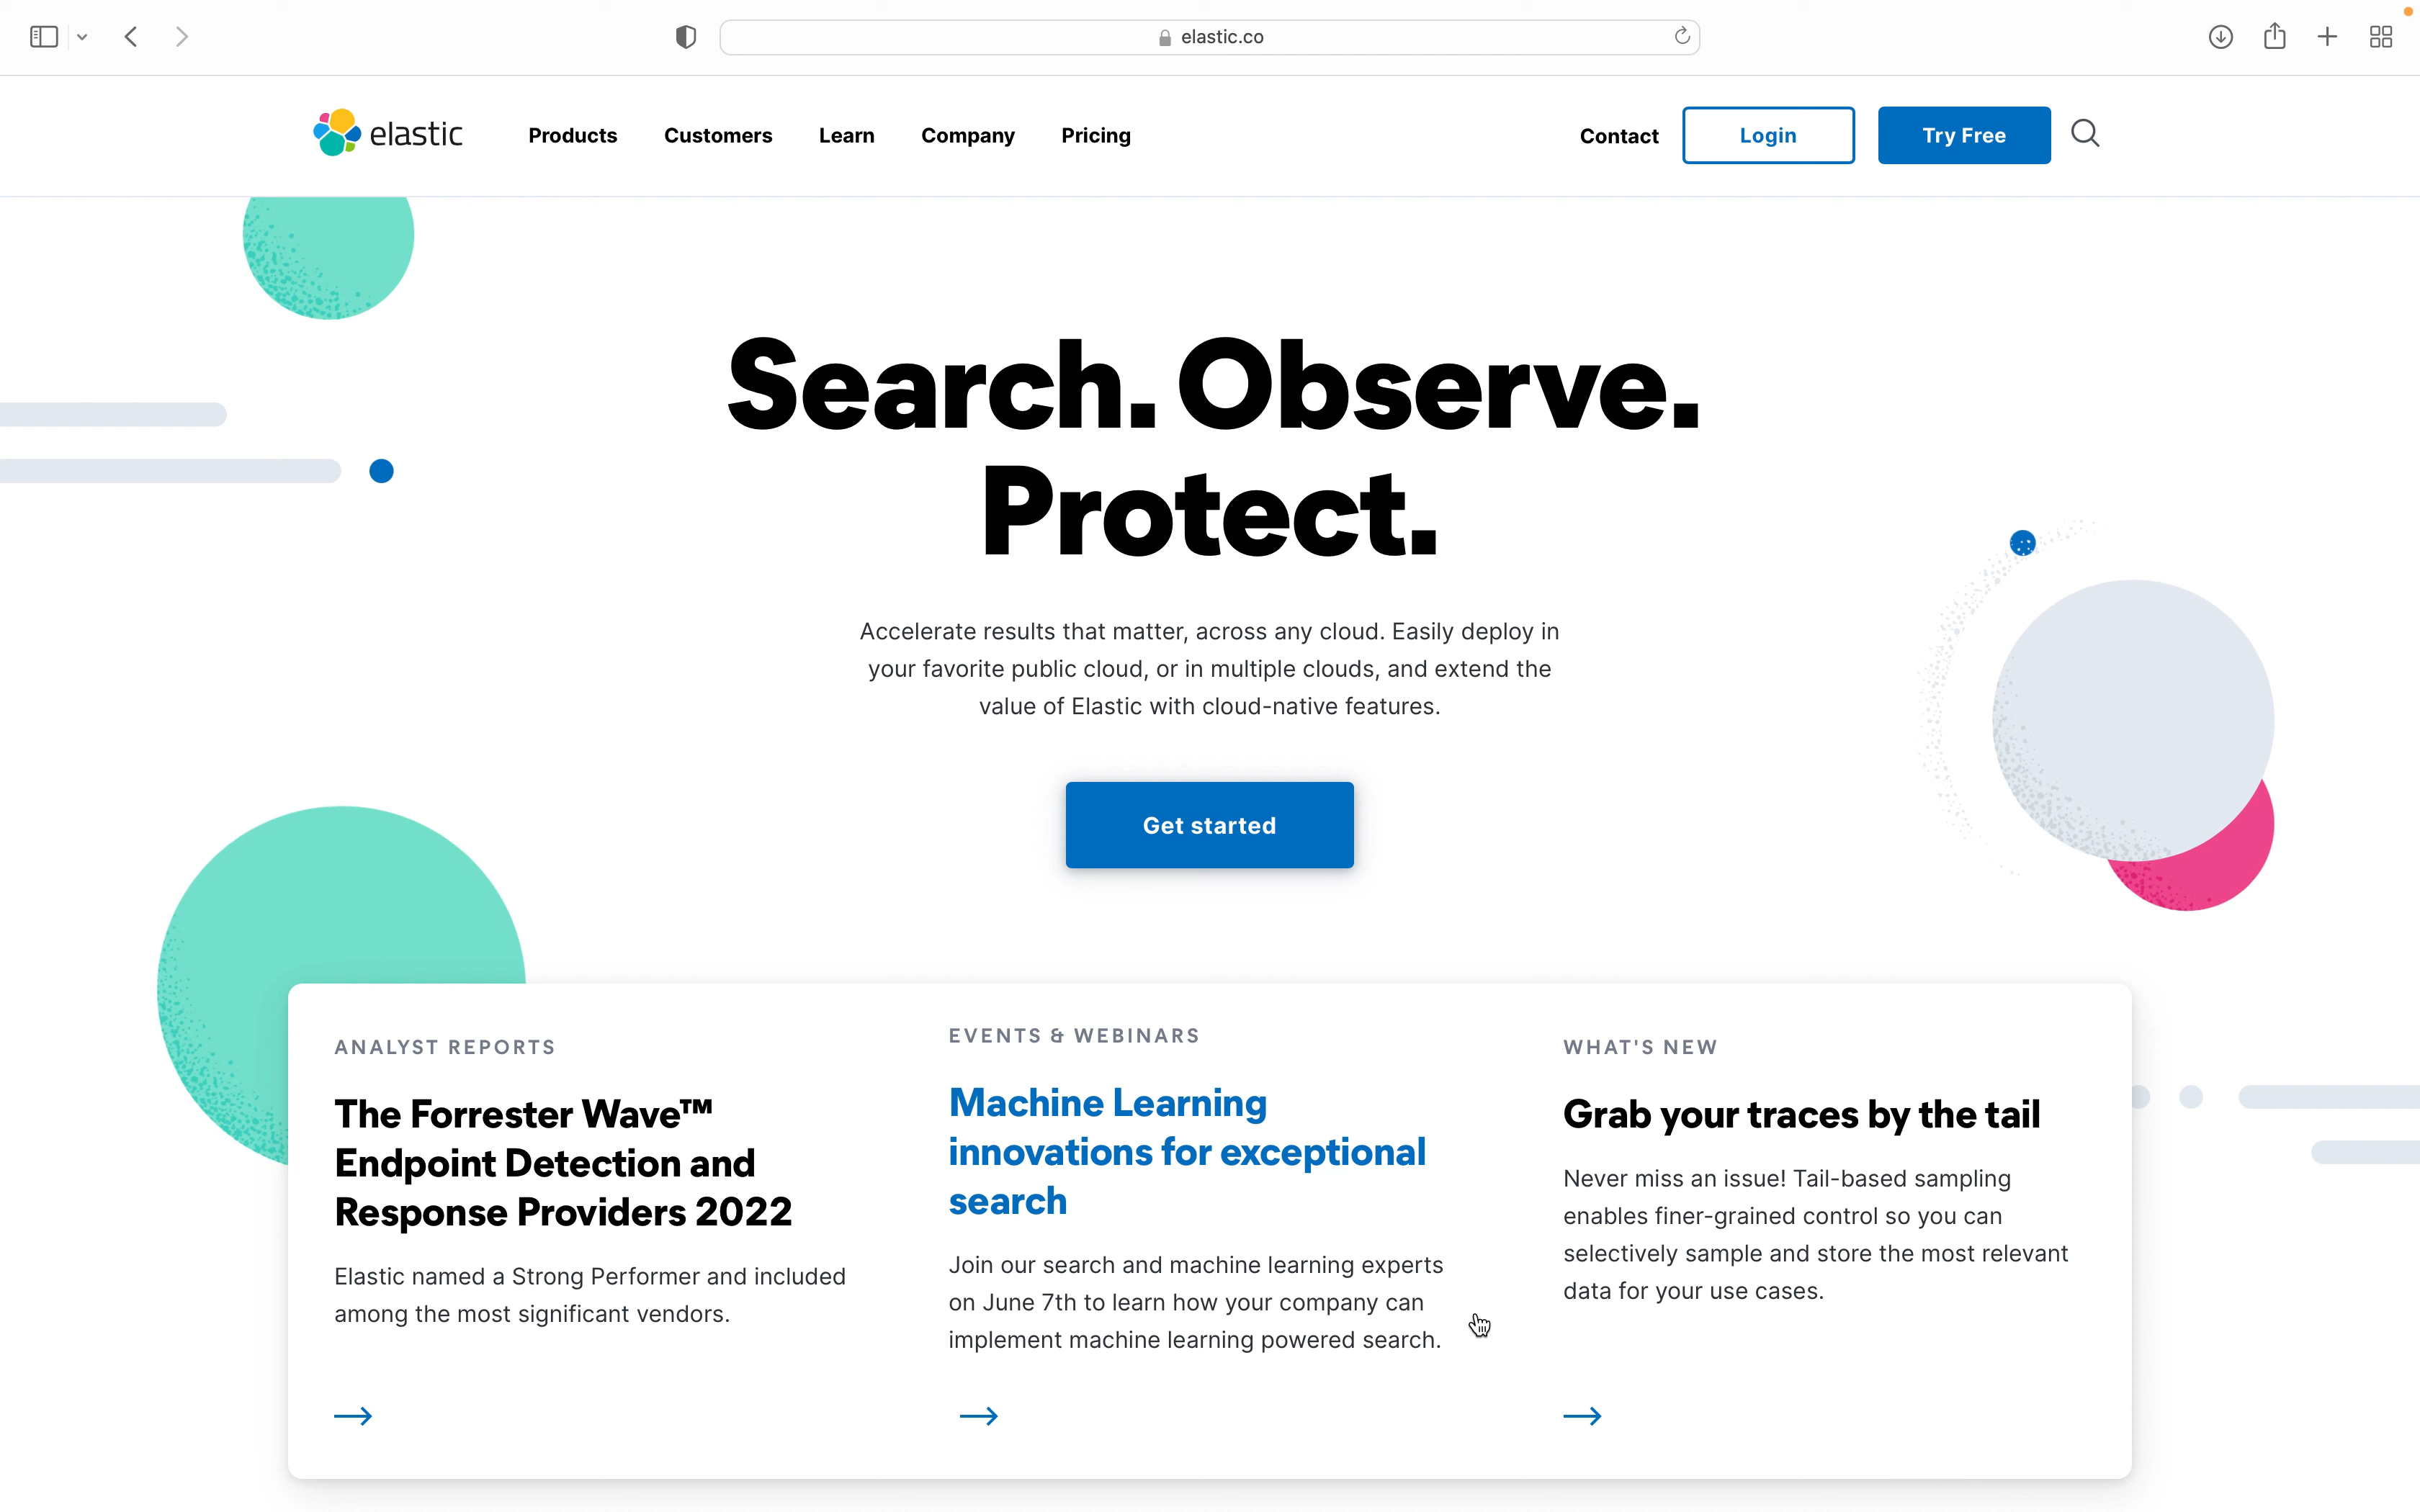 elastic.co
elastic
Products Customers Learn Company Pricing
Contact Login Try Free
Search. Observe.
Protect.
Accelerate results that matter, across any cloud. Easily deploy in
your favorite public cloud, or in multiple clouds, and extend the
value of Elastic with cloud-native features.
Get started
ANALYST REPORTS
The Forrester Wave™
Endpoint Detection and
Response Providers 2022
Elastic named a Strong Performer and included
among the most significant vendors.
EVENTS & WEBINARS
Machine Learning
innovations for exceptional
search
Join our search and machine learning experts
on June 7th to learn how your company can
implement machine learning powered search.
WHAT'S NEW
Grab your traces by the tail
Never miss an issue! Tail-based sampling
enables finer-grained control so you can
selectively sample and store the most relevant
data for your use cases.